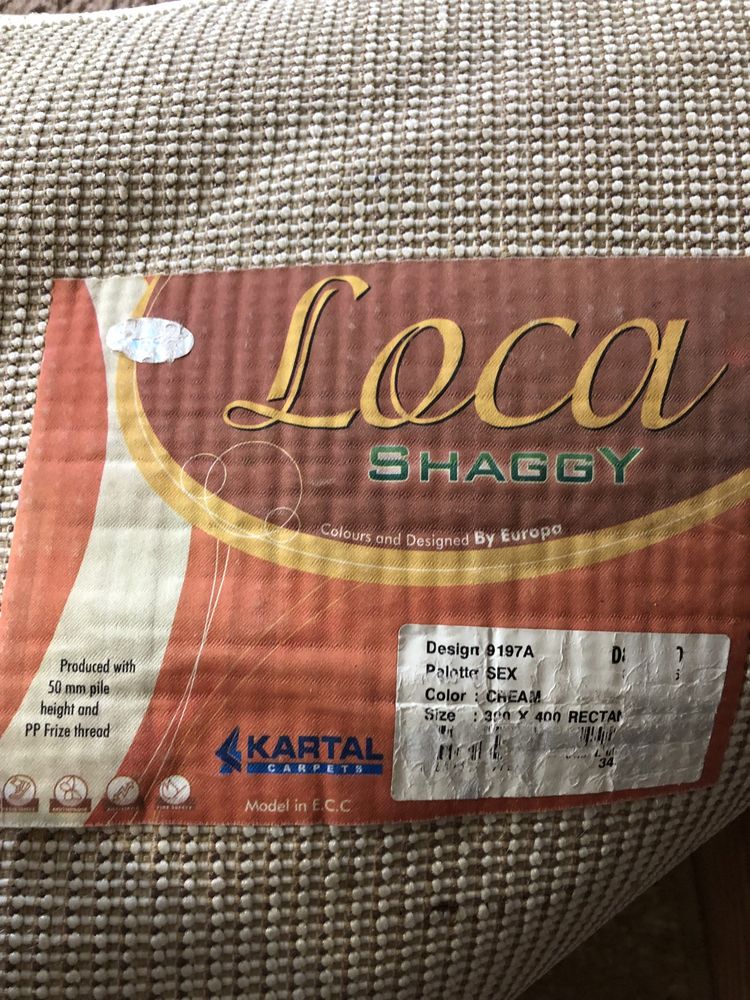 Loca
SHAGGY
Colours and Designed By Europa
Produced with
50 mm pile
height and
PP Frize thread
KARTAL
CARPETS
Model in E.C.C
Design 9197A
Palette SEX
Color : CREAM
Size : 300 X 400 RECTAN
34